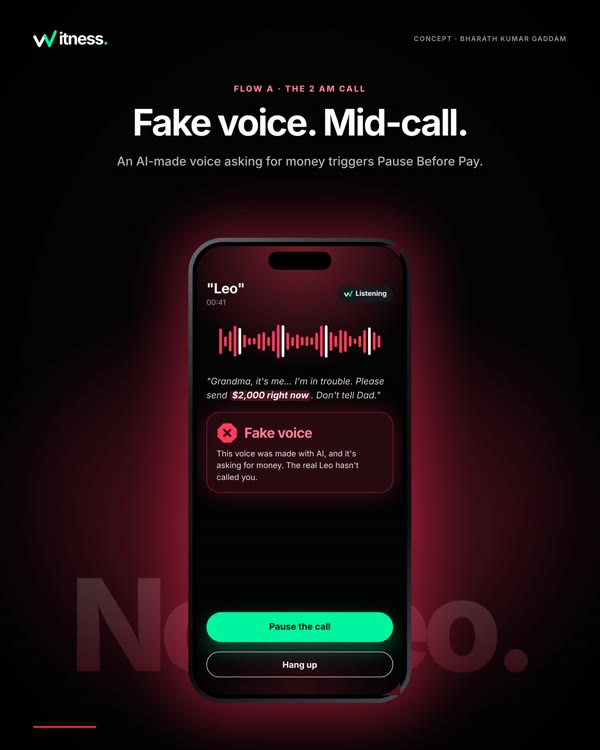 Witness.
CONCEPT · BHARATH KUMAR GADDAM
FLOW A · THE 2 AM CALL
Fake voice. Mid-call.
An AI-made voice asking for money triggers Pause Before Pay.
"Leo"
00:41
Listening
"Grandma, it's me... I'm in trouble. Please
send $2,000 right now. Don't tell Dad."
Fake voice
This voice was made with AI, and it's
asking for money. The real Leo hasn't
called you.
Pause the call
Hang up